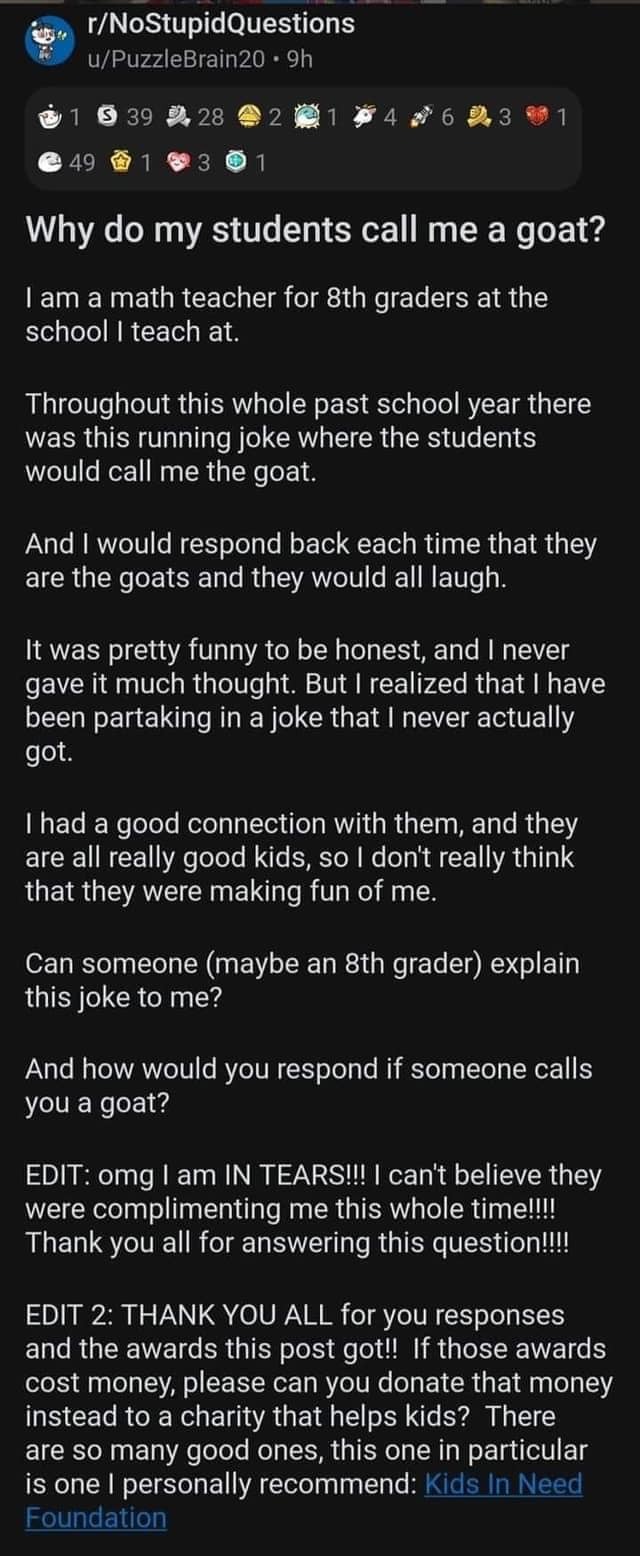 r/NoStupidQuestions
u/PuzzleBrain20 • 9h
1 39 28 2 1 4 6 3 1
49 1 3 1
Why do my students call me a goat?
I am a math teacher for 8th graders at the
school I teach at.
Throughout this whole past school year there
was this running joke where the students
would call me the goat.
And I would respond back each time that they
are the goats and they would all laugh.
It was pretty funny to be honest, and I never
gave it much thought. But I realized that I have
been partaking in a joke that I never actually
got.
I had a good connection with them, and they
are all really good kids, so I don't really think
that they were making fun of me.
Can someone (maybe an 8th grader) explain
this joke to me?
And how would you respond if someone calls
you a goat?
EDIT: omg I am IN TEARS!!! I can't believe they
were complimenting me this whole time!!!!
Thank you all for answering this question!!!!
EDIT 2: THANK YOU ALL for you responses
and the awards this post got!! If those awards
cost money, please can you donate that money
instead to a charity that helps kids? There
are so many good ones, this one in particular
is one I personally recommend: Kids In Need
Foundation